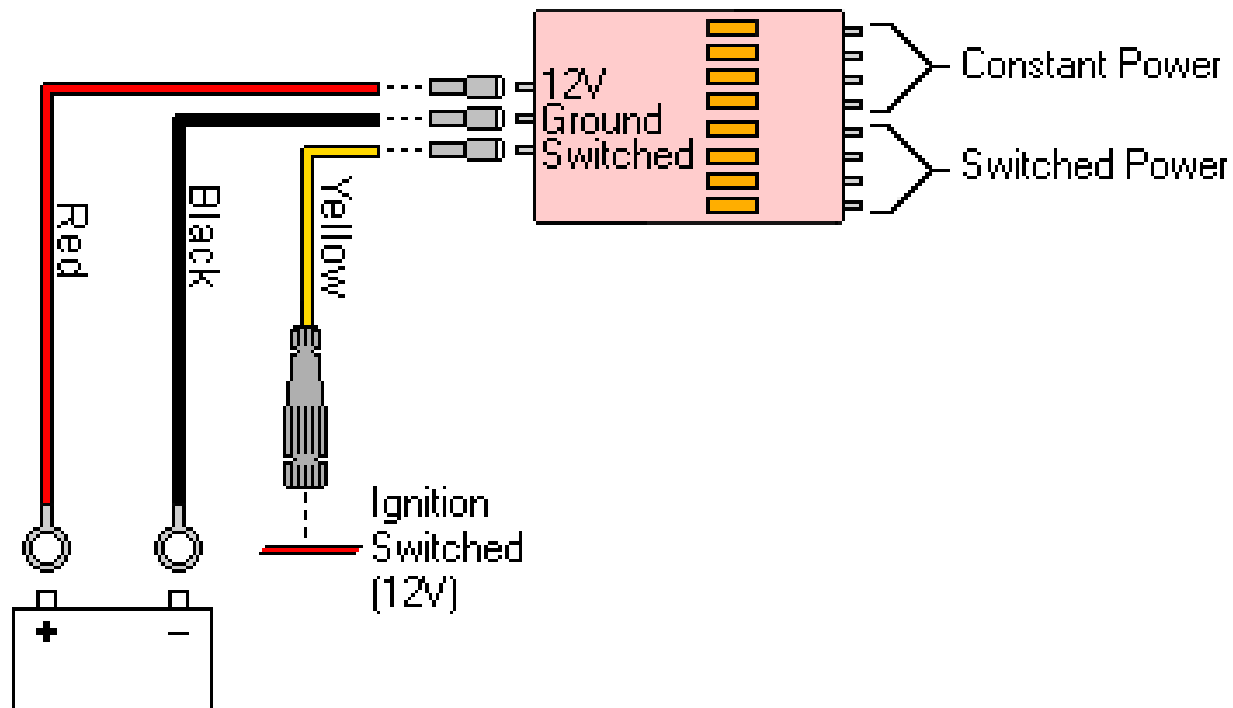 12V
Ground
Switched
Constant Power
Switched Power
Red
Black
Yellow
Ignition
Switched
(12V)
+
−